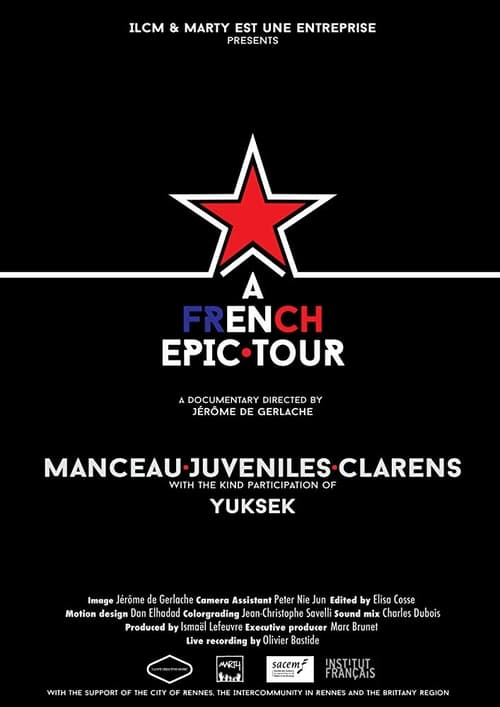 ILCM & MARTY EST UNE ENTREPRISE
PRESENTS
A
FRENCH
EPIC•TOUR
A DOCUMENTARY DIRECTED BY
JÉRÔME DE GERLACHE
MANCEAU•JUVENILES•CLARENS
WITH THE KIND PARTICIPATION OF
YUKSEK
Image Jérôme de Gerlache Camera Assistant Peter Nie Jun Edited by Elisa Cosse
Motion design Dan Elhadad Colorgrading Jean-Christophe Savelli Sound mix Charles Dubois
Produced by Ismaël Lefeuvre Executive producer Marc Brunet
Live recording by Olivier Bastide
MARTY
sacem
INSTITUT
FRANÇAIS
WITH THE SUPPORT OF THE CITY OF RENNES, THE INTERCOMMUNITY IN RENNES AND THE BRITTANY REGION